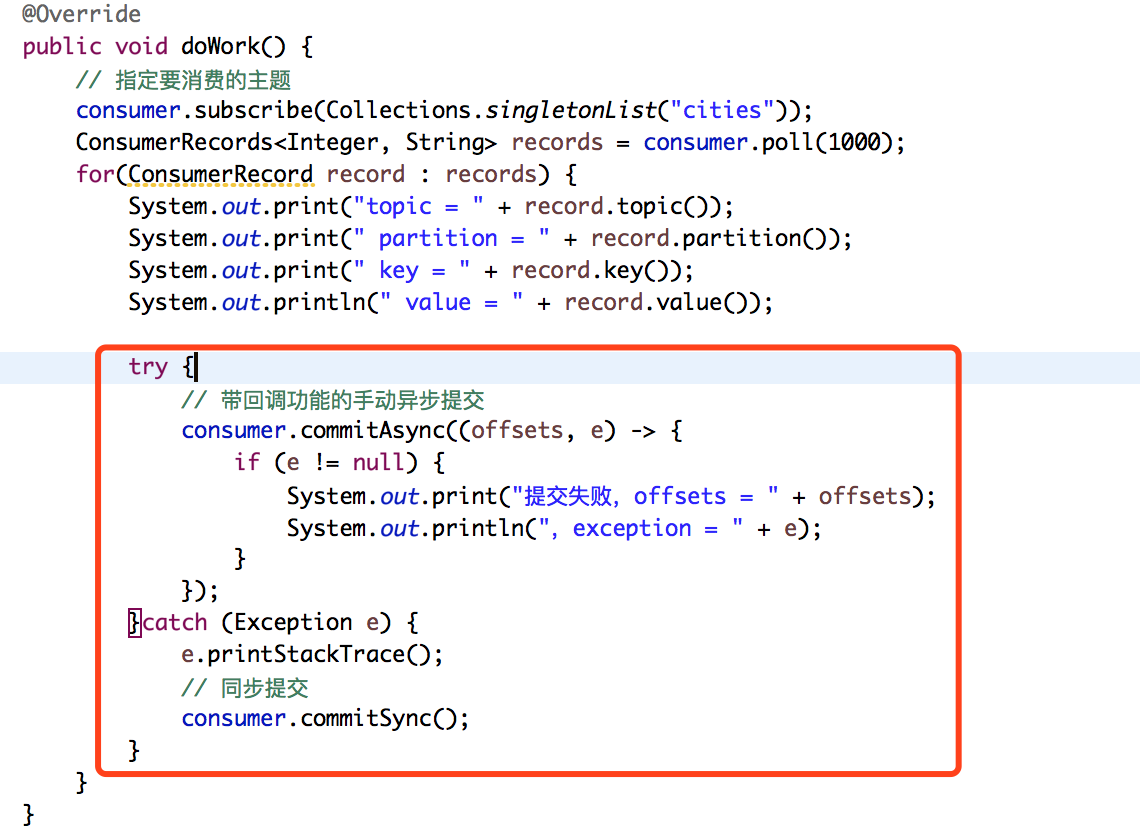 @Override
public void doWork() {
// 指定要消费的主题
consumer.subscribe(Collections.singletonList("cities"));
ConsumerRecords<Integer, String> records = consumer.poll(1000);
for(ConsumerRecord record : records) {
System.out.print("topic = " + record.topic());
System.out.print(" partition = " + record.partition());
System.out.print(" key = " + record.key());
System.out.println(" value = " + record.value());
try {
// 带回调功能的手动异步提交
consumer.commitAsync((offsets, e) -> {
if (e != null) {
System.out.print("提交失败，offsets = " + offsets);
System.out.println("，exception = " + e);
}
});
}catch (Exception e) {
e.printStackTrace();
// 同步提交
consumer.commitSync();
}
}
}